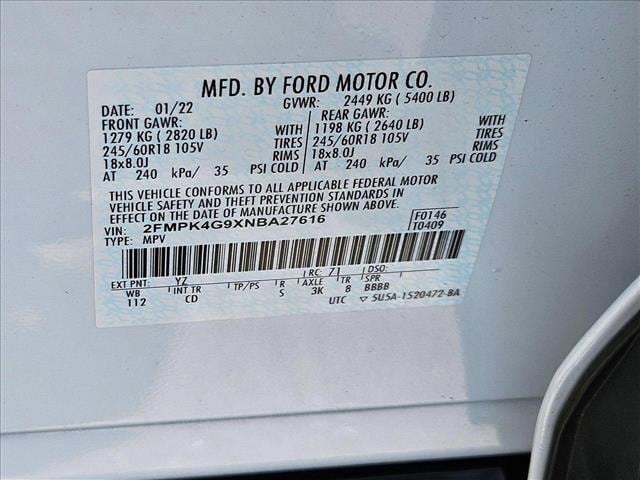 MFD. BY FORD MOTOR CO.
DATE: 01/22 GVWR: 2449 KG ( 5400 LB)
FRONT GAWR: REAR GAWR:
1279 KG ( 2820 LB) WITH 1198 KG ( 2640 LB) WITH
245/60R18 105V TIRES 245/60R18 105V TIRES
18x8.0J RIMS 18x8.0J RIMS
AT 240 kPa/ 35 PSI COLD AT 240 kPa/ 35 PSI COLD
THIS VEHICLE CONFORMS TO ALL APPLICABLE FEDERAL MOTOR
VEHICLE SAFETY AND THEFT PREVENTION STANDARDS IN
EFFECT ON THE DATE OF MANUFACTURE SHOWN ABOVE.
VIN: 2FMPK4G9XNBA27616 F0146
TYPE: MPV T0409
EXT PNT: YZ RC: 71 DSO:
WB INT TR TP/PS R AXLE TR SPR
112 CD S 3K 8 BBBB
UTC ▽ 5U5A-1520472-BA